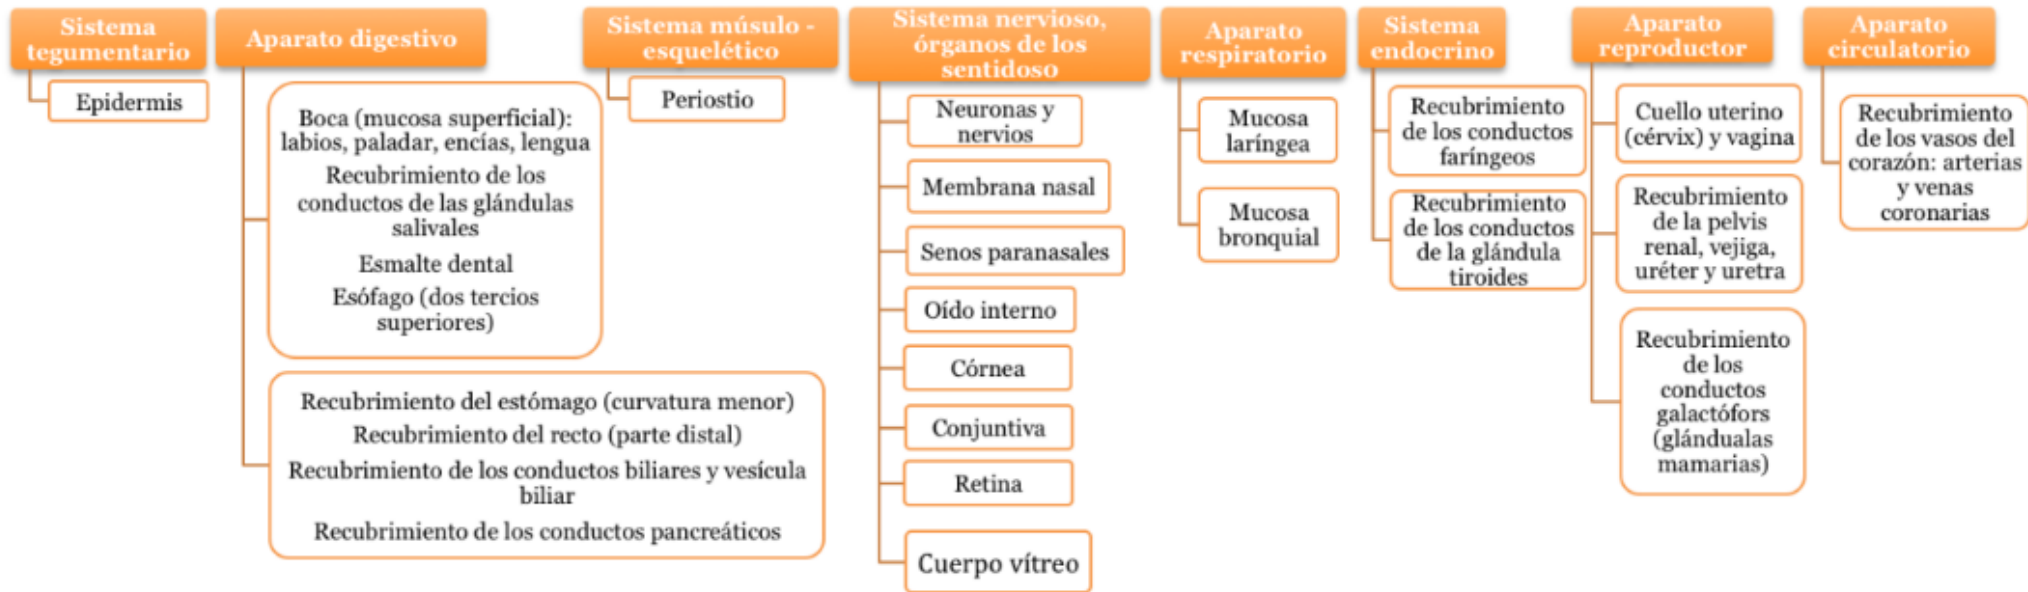 Sistema
tegumentario
Epidermis
Aparato digestivo
Boca (mucosa superficial):
labios, paladar, encías, lengua
Recubrimiento de los
conductos de las glándulas
salivales
Esmalte dental
Esófago (dos tercios
superiores)
Recubrimiento del estómago (curvatura menor)
Recubrimiento del recto (parte distal)
Recubrimiento de los conductos biliares y vesícula
biliar
Recubrimiento de los conductos pancreáticos
Sistema músulo -
esquelético
Periostio
Sistema nervioso,
órganos de los
sentidoso
Neuronas y
nervios
Membrana nasal
Senos paranasales
Oído interno
Córnea
Conjuntiva
Retina
Cuerpo vítreo
Aparato
respiratorio
Mucosa
laríngea
Mucosa
bronquial
Sistema
endocrino
Recubrimiento
de los conductos
faríngeos
Recubrimiento
de los conductos
de la glándula
tiroides
Aparato
reproductor
Cuello uterino
(cérvix) y vagina
Recubrimiento
de la pelvis
renal, vejiga,
uréter y uretra
Recubrimiento
de los
conductos
galactófors
(glándualas
mamarias)
Aparato
circulatorio
Recubrimiento
de los vasos del
corazón: arterias
y venas
coronarias